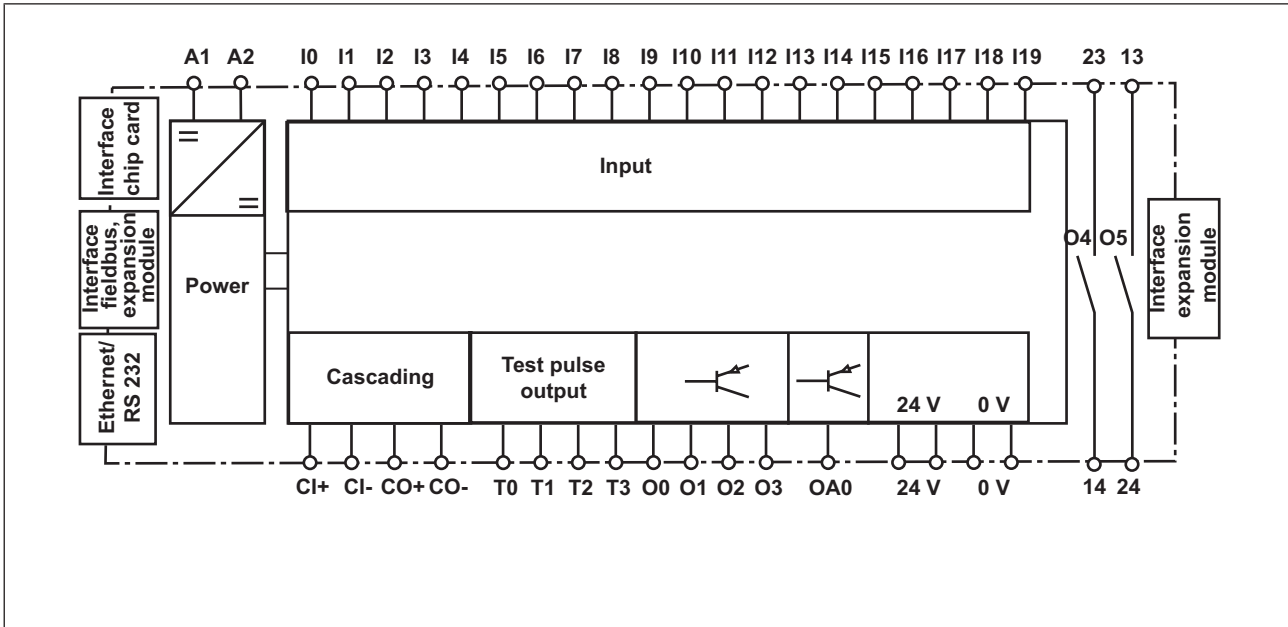 A1 A2 I0 I1 I2 I3 I4 I5 I6 I7 I8 I9 I10 I11 I12 I13 I14 I15 I16 I17 I18 I19 23 13
Interface
chip card
Interface
fieldbus,
expansion
module
Ethernet/
RS 232
Power
Input
O4 O5
Interface
expansion
module
Cascading
Test pulse
output
24 V 0 V
CI+ CI- CO+ CO- T0 T1 T2 T3 O0 O1 O2 O3 OA0 24 V 0 V 14 24